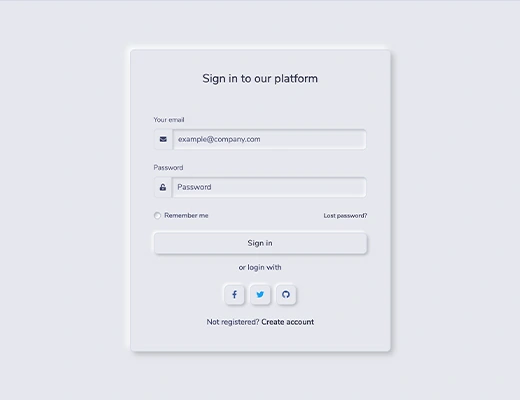 Sign in to our platform
Your email
example@company.com
Password
Password
Remember me Lost password?
Sign in
or login with
Not registered? Create account